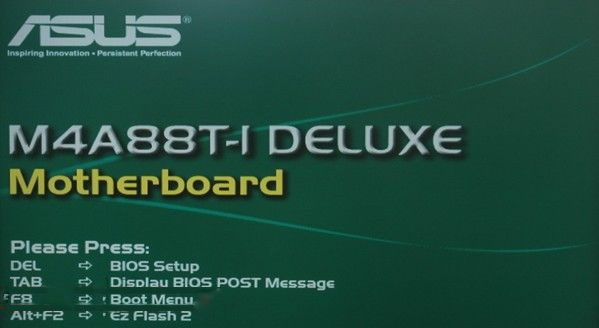 ASUS®
Inspiring Innovation • Persistent Perfection
M4A88T-I DELUXE
Motherboard
Please Press:
DEL ⇨ BIOS Setup
TAB ⇨ Display BIOS POST Message
F8 ⇨ Boot Menu
Alt+F2 ⇨ Ez Flash 2